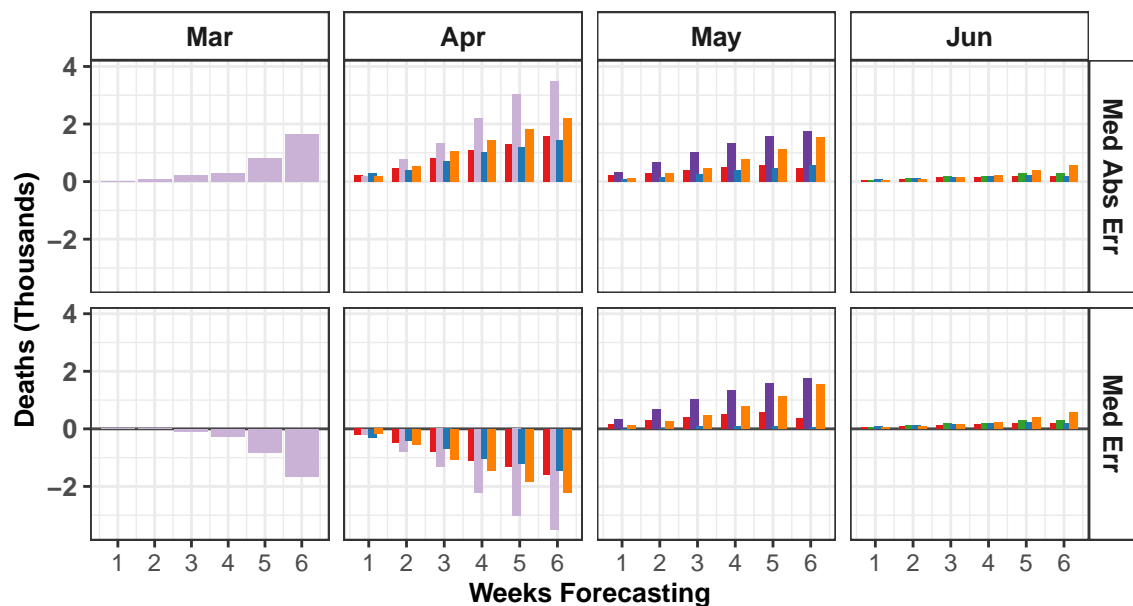 Mar Apr May Jun
4
2
0
−2
Med Abs Err
Deaths (Thousands)
4
2
0
−2
Med Err
1 2 3 4 5 6 1 2 3 4 5 6 1 2 3 4 5 6 1 2 3 4 5 6
Weeks Forecasting